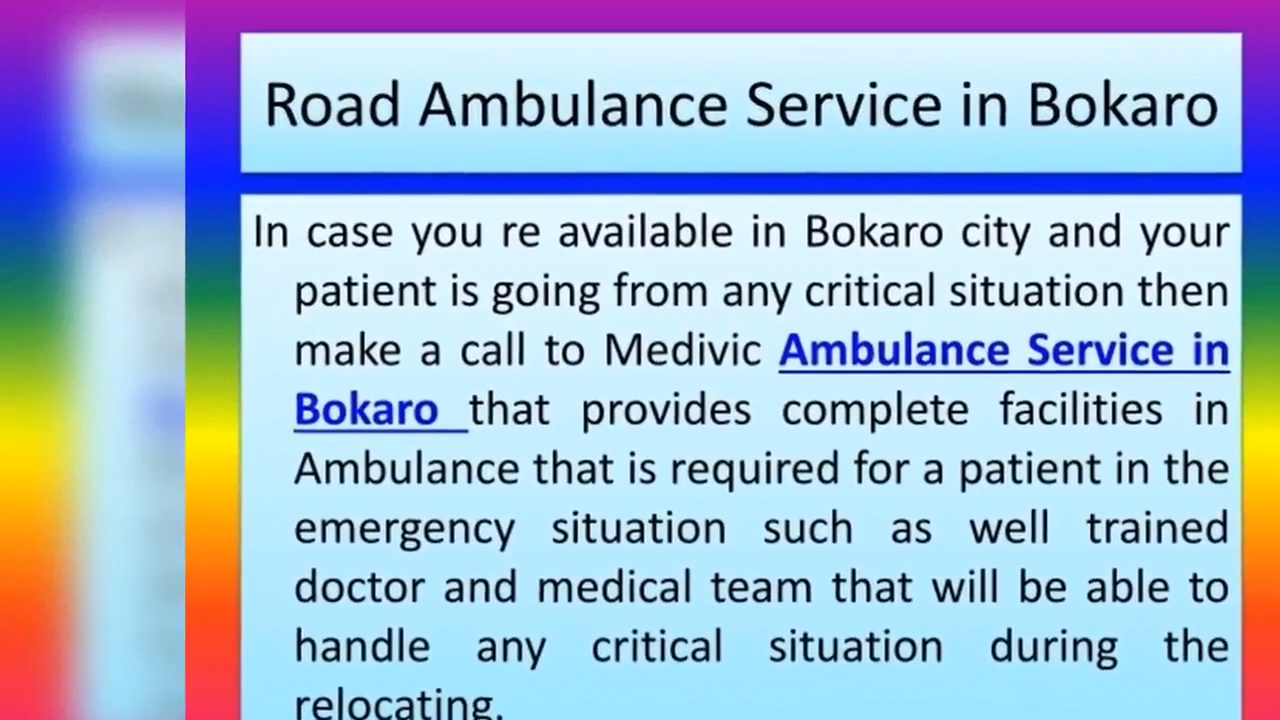 Road Ambulance Service in Bokaro
In case you re available in Bokaro city and your
patient is going from any critical situation then
make a call to Medivic Ambulance Service in
Bokaro that provides complete facilities in
Ambulance that is required for a patient in the
emergency situation such as well trained
doctor and medical team that will be able to
handle any critical situation during the
relocating.